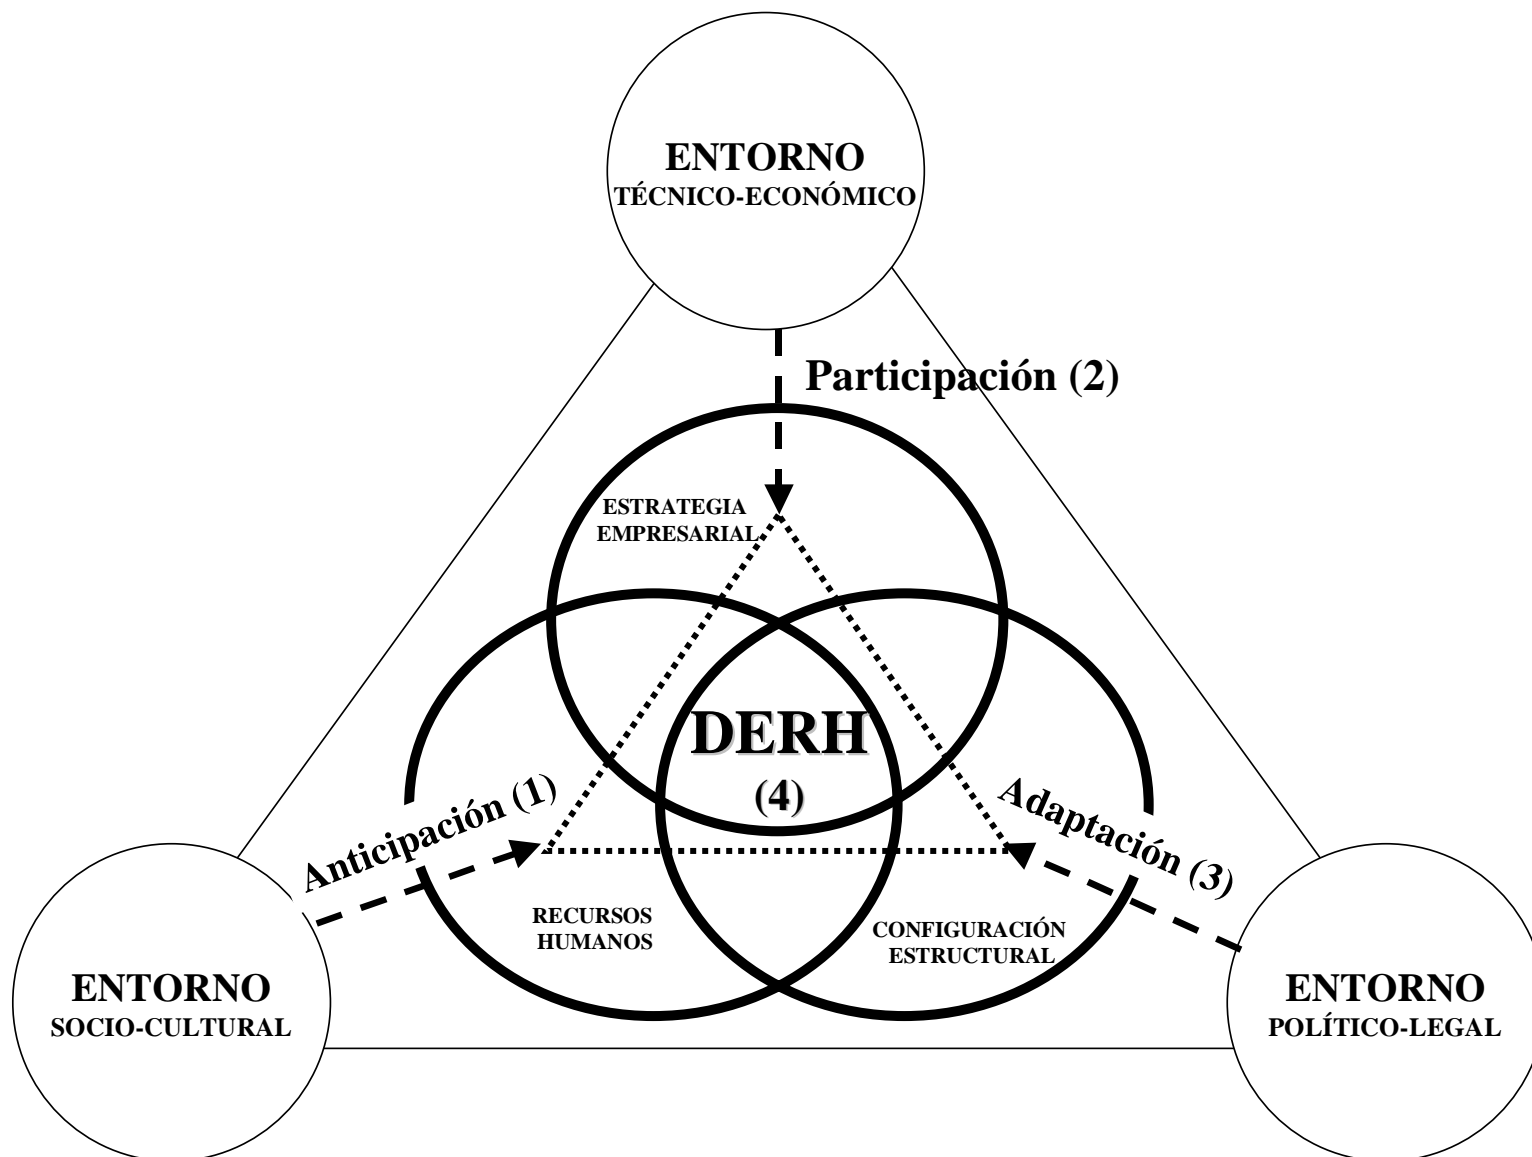 ENTORNO
TÉCNICO-ECONÓMICO
Participación (2)
ESTRATEGIA
EMPRESARIAL
DERH
(4)
Anticipación (1)
Adaptación (3)
RECURSOS
HUMANOS
CONFIGURACIÓN
ESTRUCTURAL
ENTORNO
SOCIO-CULTURAL
ENTORNO
POLÍTICO-LEGAL